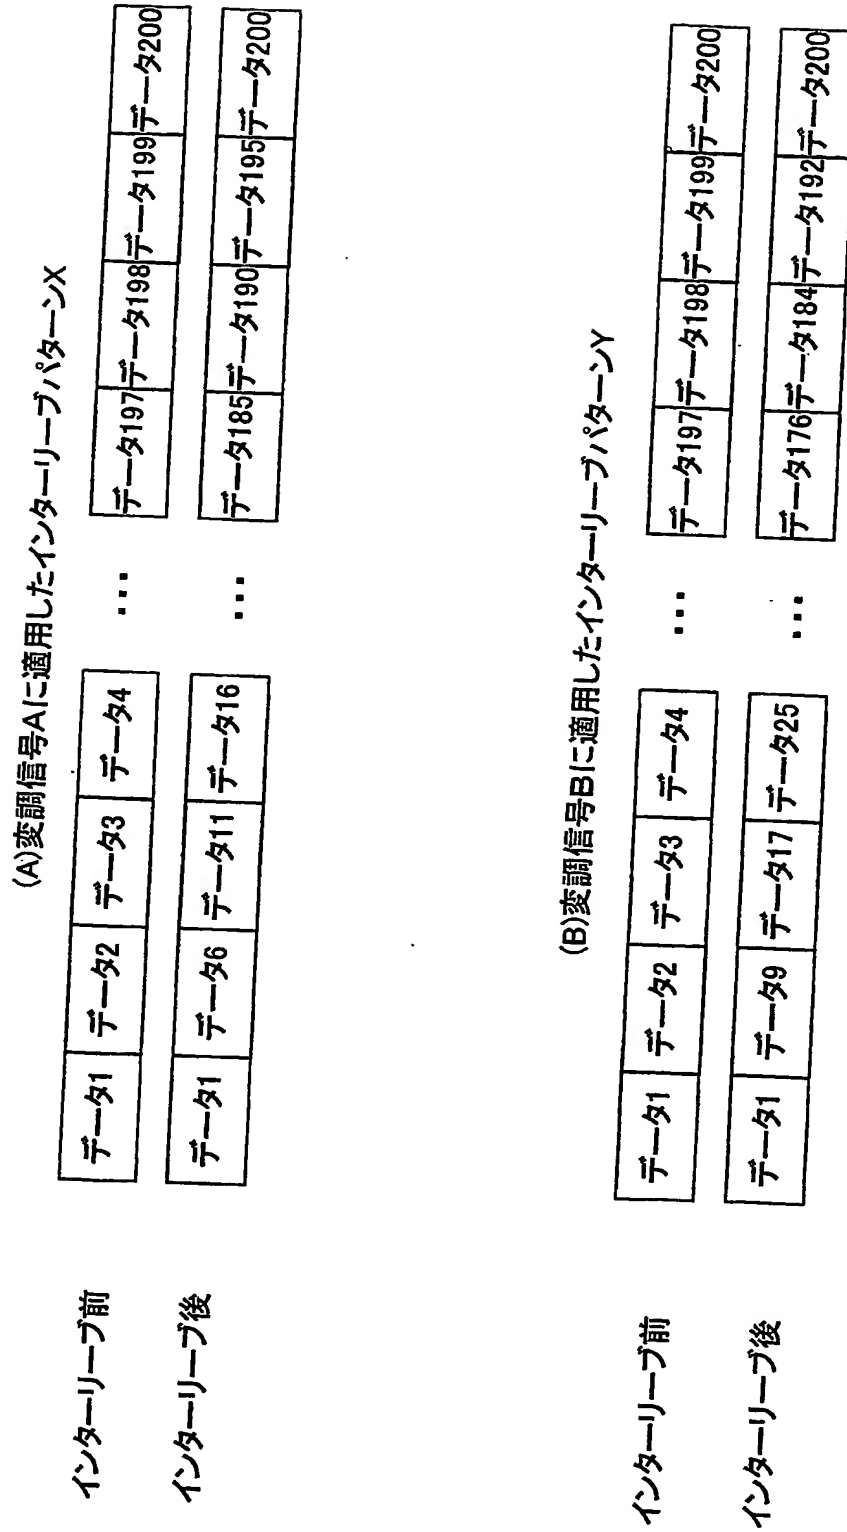 (A)変調信号Aに適用したインターリーブパターンX
インターリーブ前 データ1 データ2 データ3 データ4 … データ197 データ198 データ199 データ200
インターリーブ後 データ1 データ6 データ11 データ16 … データ185 データ190 データ195 データ200
(B)変調信号Bに適用したインターリーブパターンY
インターリーブ前 データ1 データ2 データ3 データ4 … データ197 データ198 データ199 データ200
インターリーブ後 データ1 データ9 データ17 データ25 … データ176 データ184 データ192 データ200